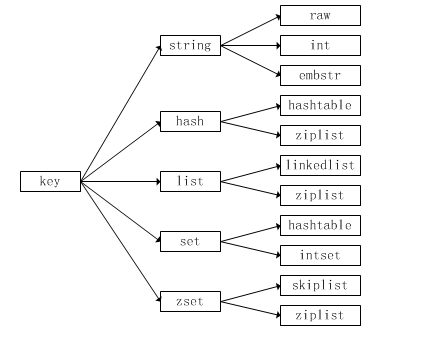 raw
string
int
embstr
hashtable
hash
ziplist
linkedlist
key
list
ziplist
hashtable
set
intset
skiplist
zset
ziplist